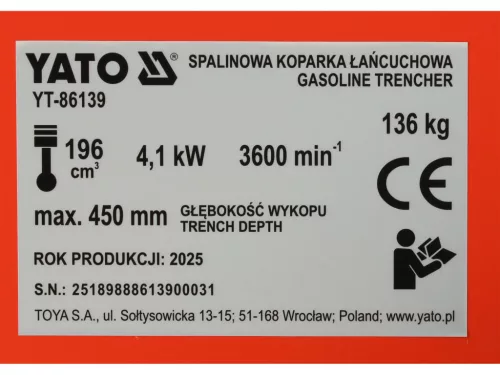 YATO ®
SPALINOWA KOPARKA ŁAŃCUCHOWA
GASOLINE TRENCHER
YT-86139
136 kg
196 cm³
4,1 kW
3600 min⁻¹
CE
max. 450 mm
GŁĘBOKOŚĆ WYKOPU
TRENCH DEPTH
ROK PRODUKCJI: 2025
S.N.: 25189888613900031
TOYA S.A., ul. Sołtysowicka 13-15; 51-168 Wrocław; Poland; www.yato.pl